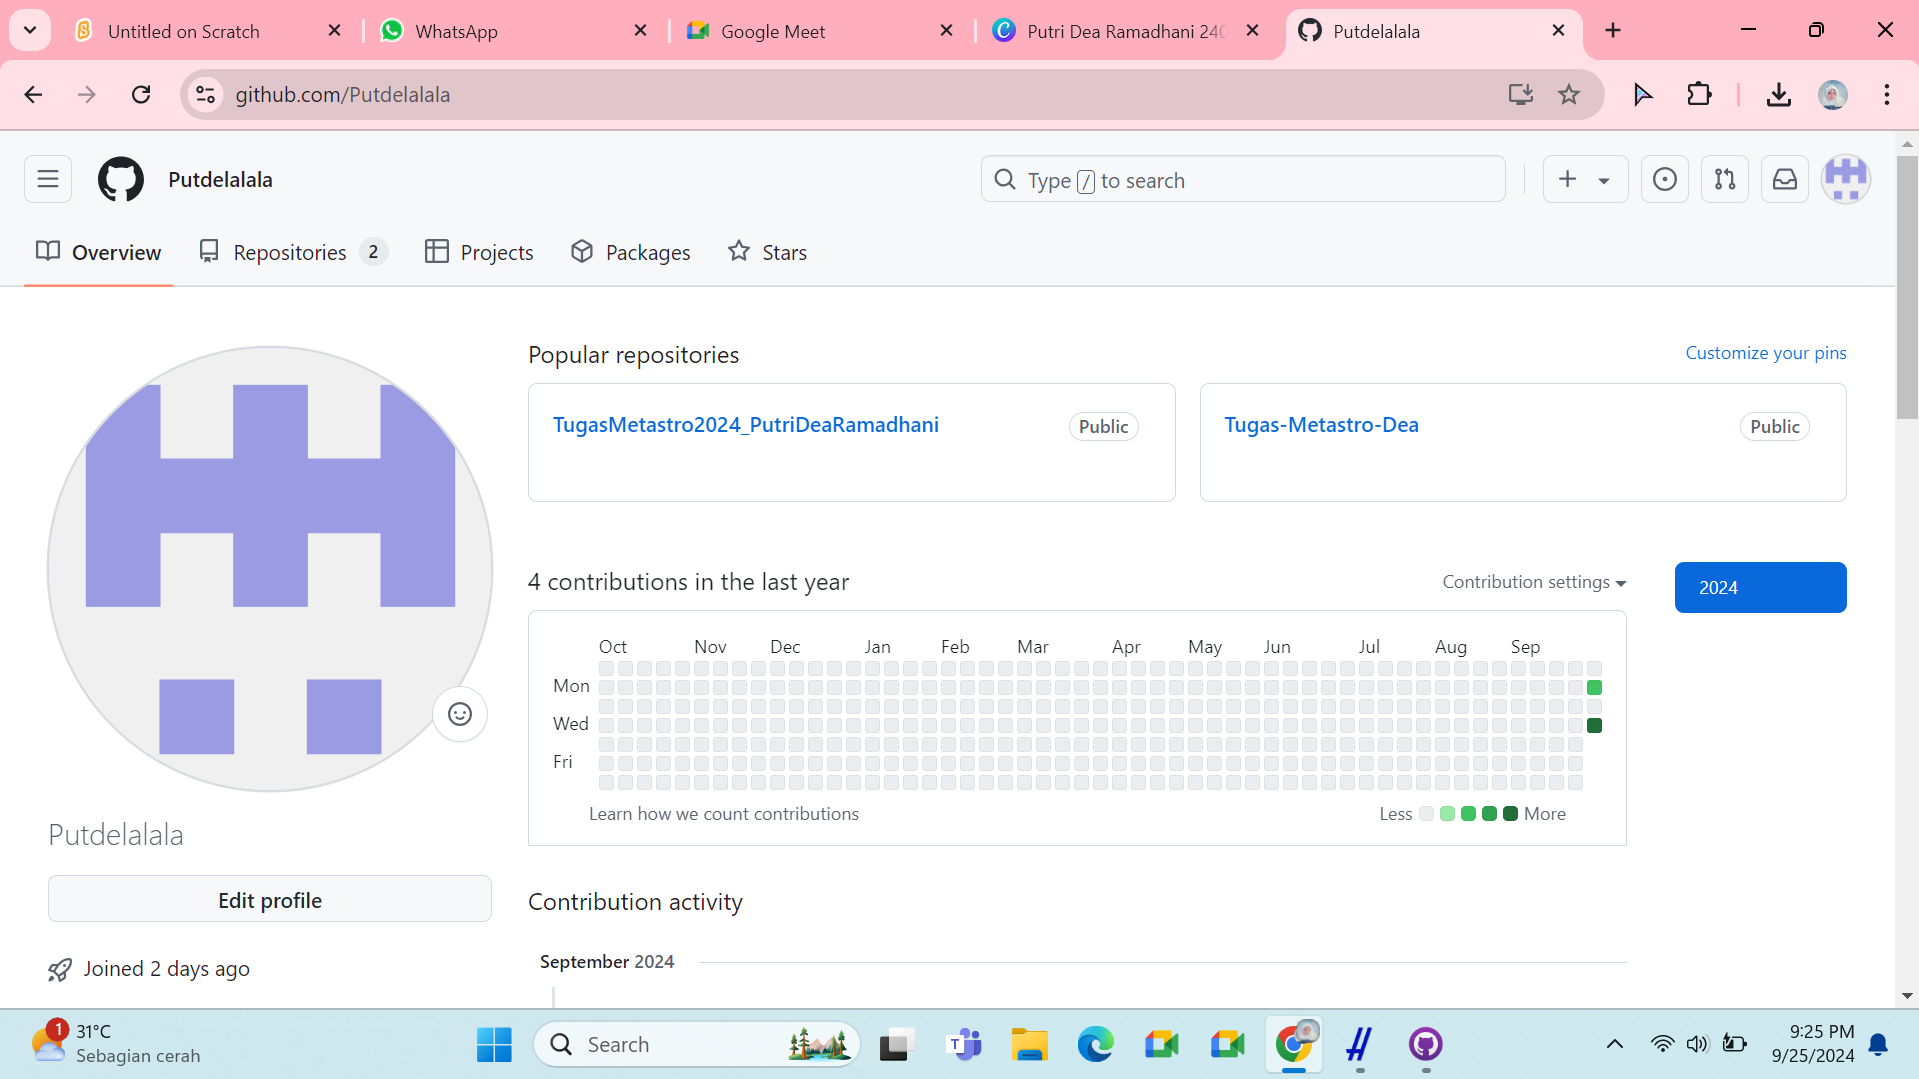 Untitled on Scratch
WhatsApp
Google Meet
Putri Dea Ramadhani 240
Putdelalala
github.com/Putdelalala
Putdelalala
Type / to search
Overview
Repositories 2
Projects
Packages
Stars
Popular repositories
Customize your pins
TugasMetastro2024_PutriDeaRamadhani
Public
Tugas-Metastro-Dea
Public
4 contributions in the last year
Contribution settings
2024
Oct Nov Dec Jan Feb Mar Apr May Jun Jul Aug Sep
Mon
Wed
Fri
Learn how we count contributions
Less More
Putdelalala
Edit profile
Joined 2 days ago
Contribution activity
September 2024
1
31°C
Sebagian cerah
Search
T
9:25 PM
9/25/2024